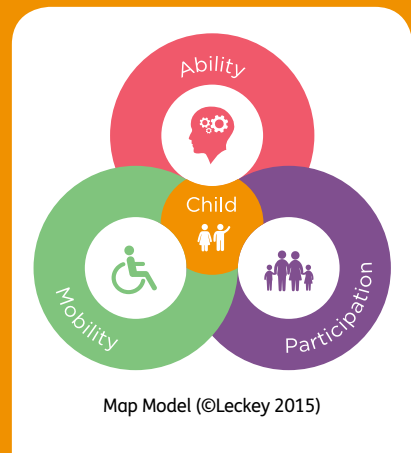 Ability
Child
Mobility
Participation
Map Model (©Leckey 2015)